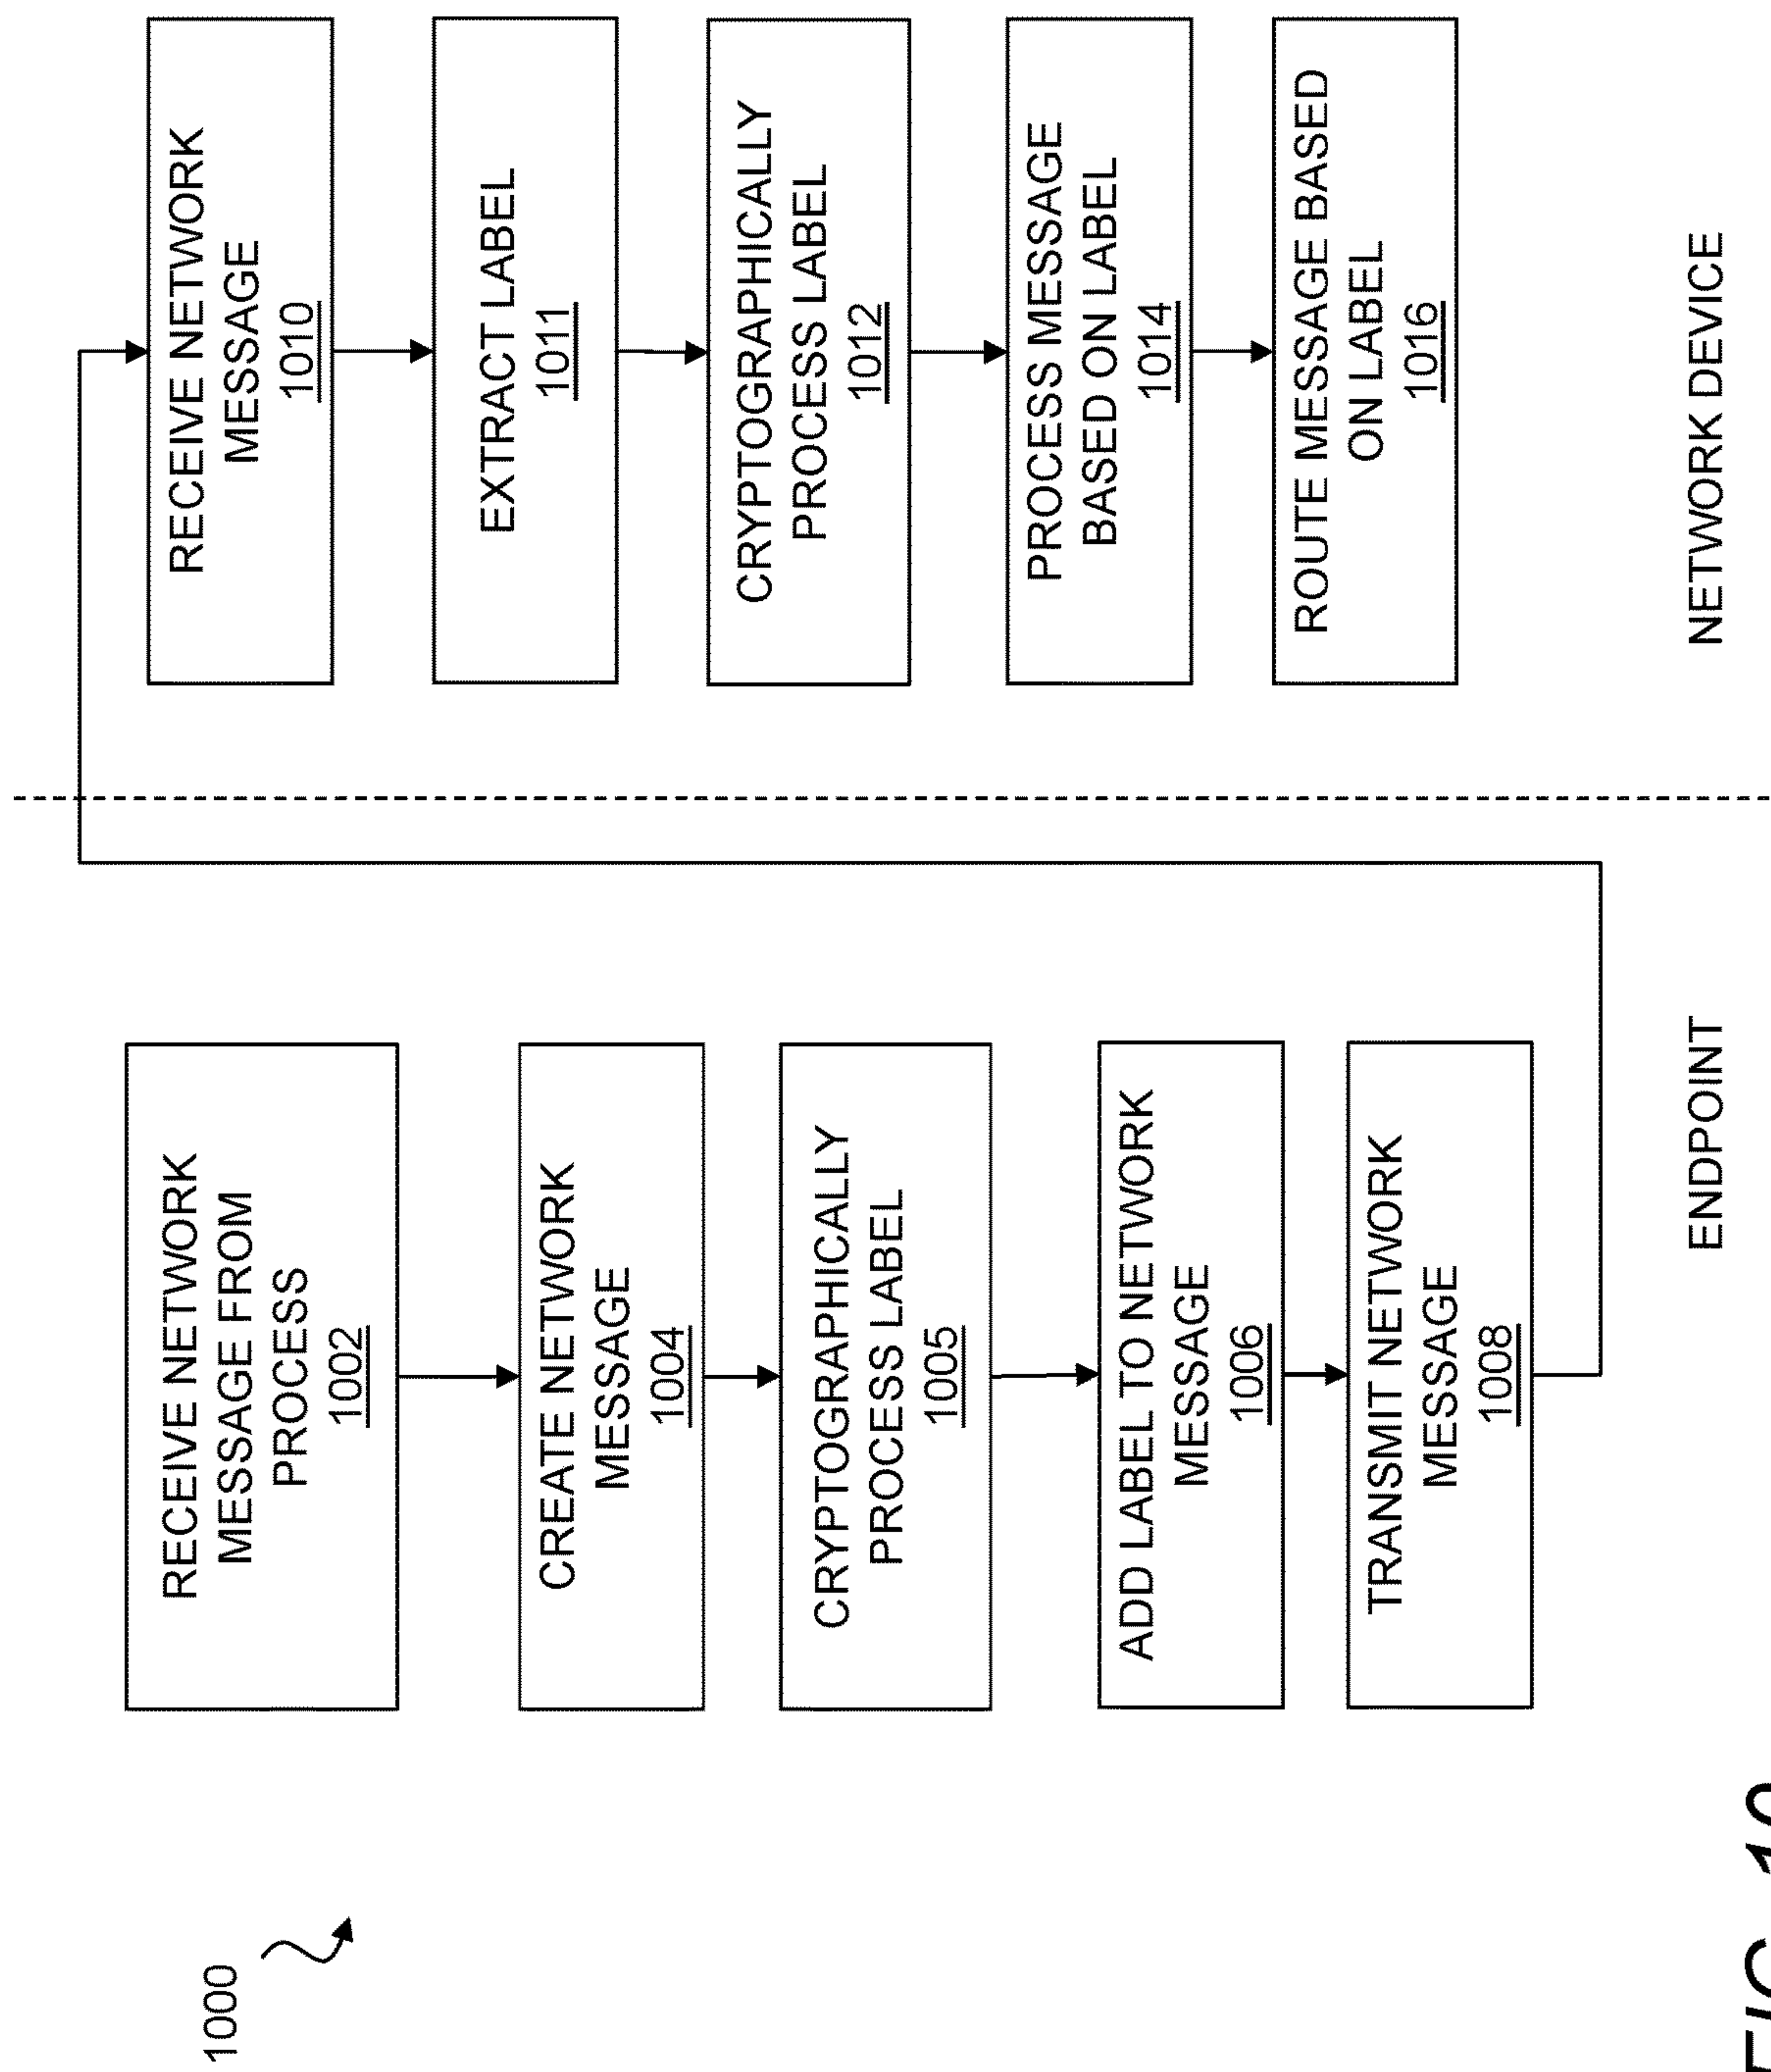 1000
RECEIVE NETWORK
MESSAGE FROM
PROCESS
1002
CREATE NETWORK
MESSAGE
1004
CRYPTOGRAPHICALLY
PROCESS LABEL
1005
ADD LABEL TO NETWORK
MESSAGE
1006
TRANSMIT NETWORK
MESSAGE
1008
ENDPOINT
RECEIVE NETWORK
MESSAGE
1010
EXTRACT LABEL
1011
CRYPTOGRAPHICALLY
PROCESS LABEL
1012
PROCESS MESSAGE
BASED ON LABEL
1014
ROUTE MESSAGE BASED
ON LABEL
1016
NETWORK DEVICE
FIG. 10